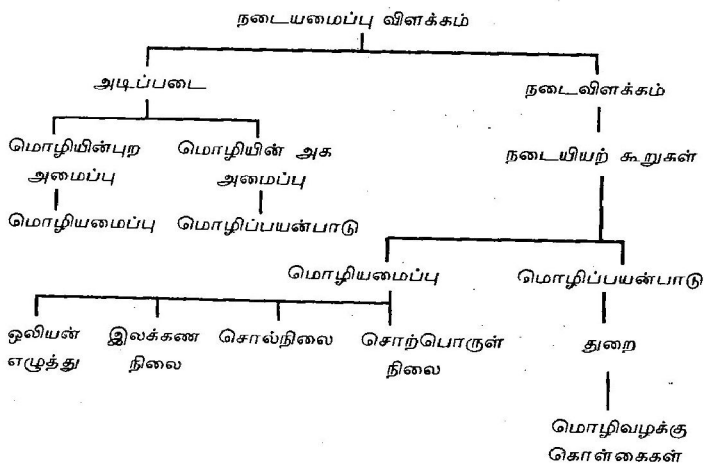 நடையமைப்பு விளக்கம்
அடிப்படை
நடைவிளக்கம்
மொழியின்புற
அமைப்பு
மொழியின் அக
அமைப்பு
நடையியற் கூறுகள்
மொழியமைப்பு
மொழிப்பயன்பாடு
மொழியமைப்பு
மொழிப்பயன்பாடு
ஒலியன்
எழுத்து
இலக்கண
நிலை
சொல்நிலை
சொற்பொருள்
நிலை
துறை
மொழிவழக்கு
கொள்கைகள்